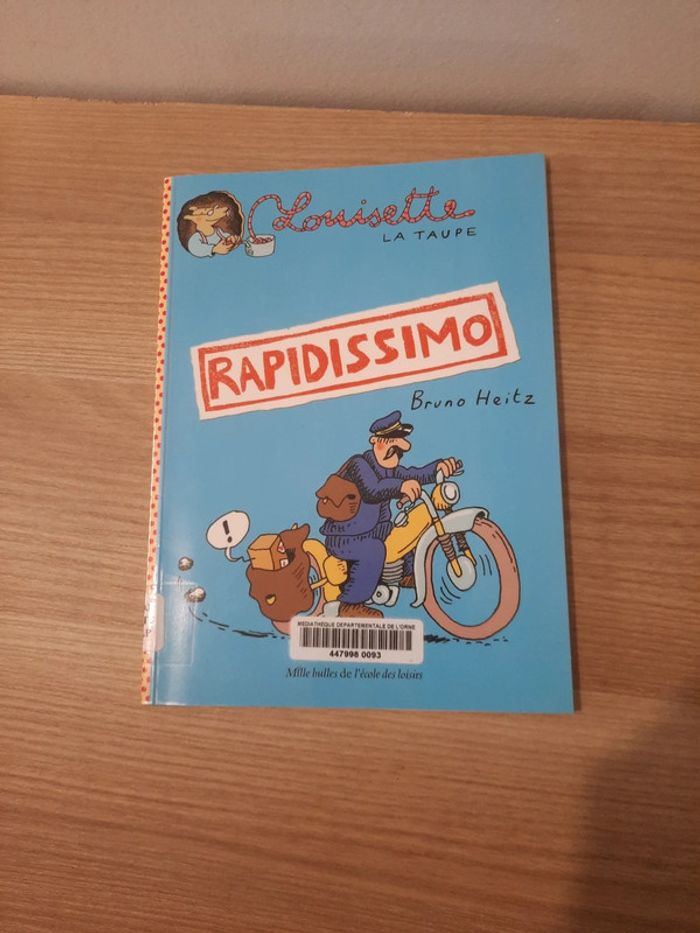 Louisette
LA TAUPE
RAPIDISSIMO
Bruno Heitz
!
MEDIATHEQUE DEPARTEMENTALE DE L'ORNE
447998 0093
Mille bulles de l'école des loisirs